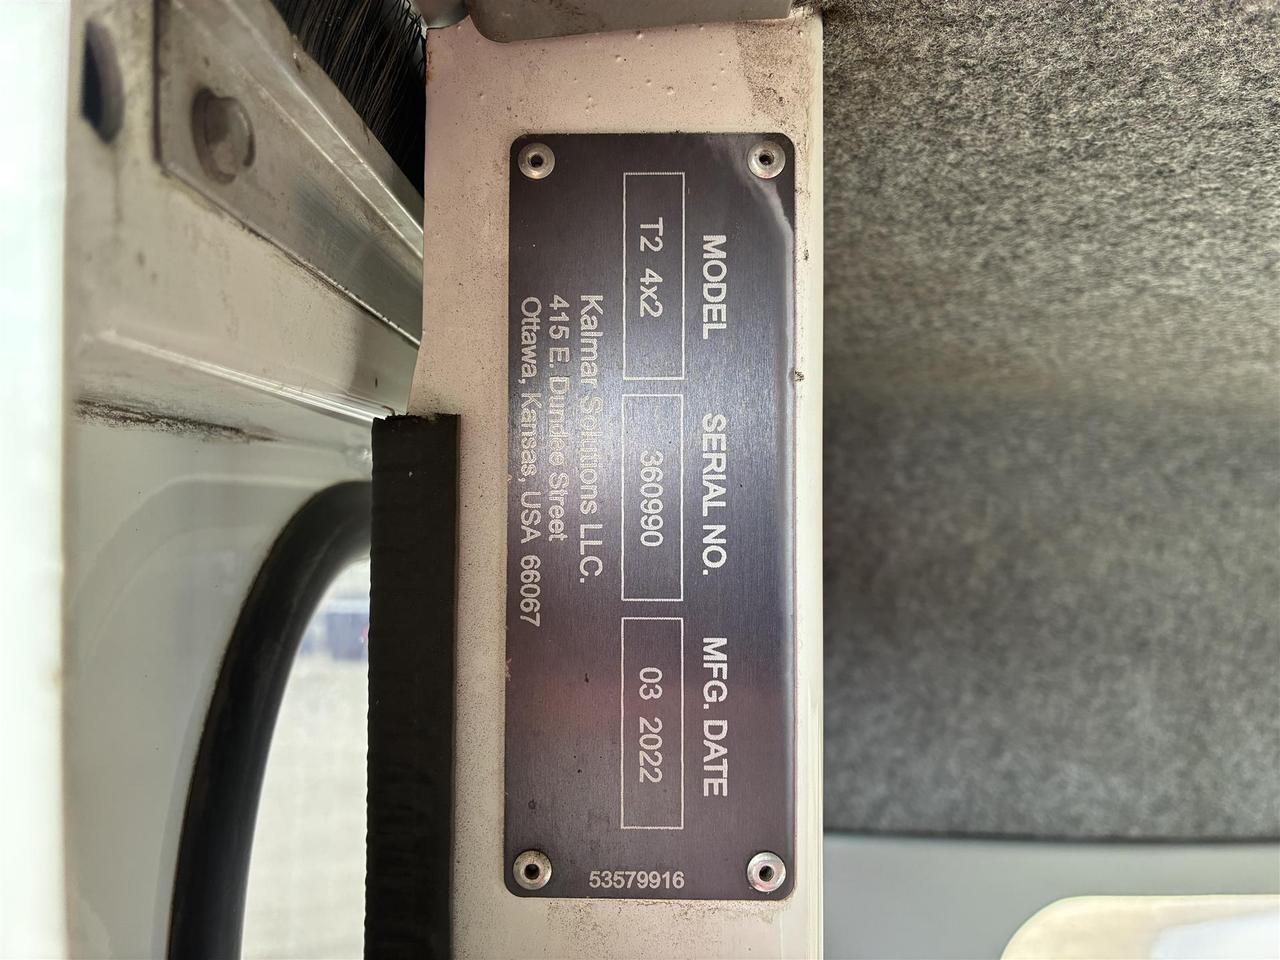 MODEL SERIAL NO. MFG. DATE
T2 4x2 360990 03 2022
Kalmar Solutions LLC.
415 E. Dundee Street
Ottawa, Kansas, USA 66067
53579916